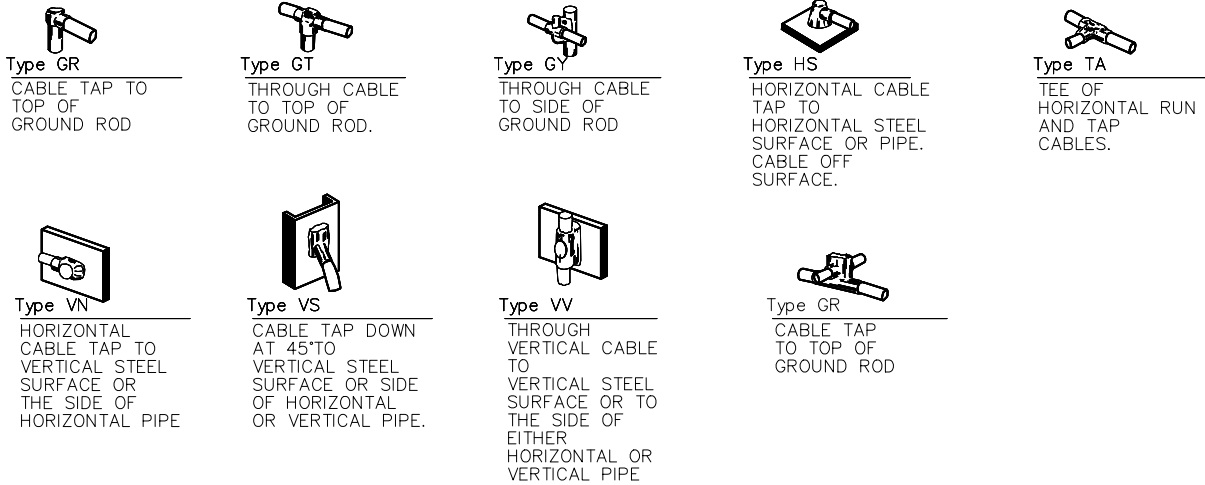 Type GR
CABLE TAP TO
TOP OF
GROUND ROD
Type GT
THROUGH CABLE
TO TOP OF
GROUND ROD.
Type GY
THROUGH CABLE
TO SIDE OF
GROUND ROD
Type HS
HORIZONTAL CABLE
TAP TO
HORIZONTAL STEEL
SURFACE OR PIPE.
CABLE OFF
SURFACE.
Type TA
TEE OF
HORIZONTAL RUN
AND TAP
CABLES.
Type VN
HORIZONTAL
CABLE TAP TO
VERTICAL STEEL
SURFACE OR
THE SIDE OF
HORIZONTAL PIPE
Type VS
CABLE TAP DOWN
AT 45°TO
VERTICAL STEEL
SURFACE OR SIDE
OF HORIZONTAL
OR VERTICAL PIPE.
Type VV
THROUGH
VERTICAL CABLE
TO
VERTICAL STEEL
SURFACE OR TO
THE SIDE OF
EITHER
HORIZONTAL OR
VERTICAL PIPE
Type GR
CABLE TAP
TO TOP OF
GROUND ROD